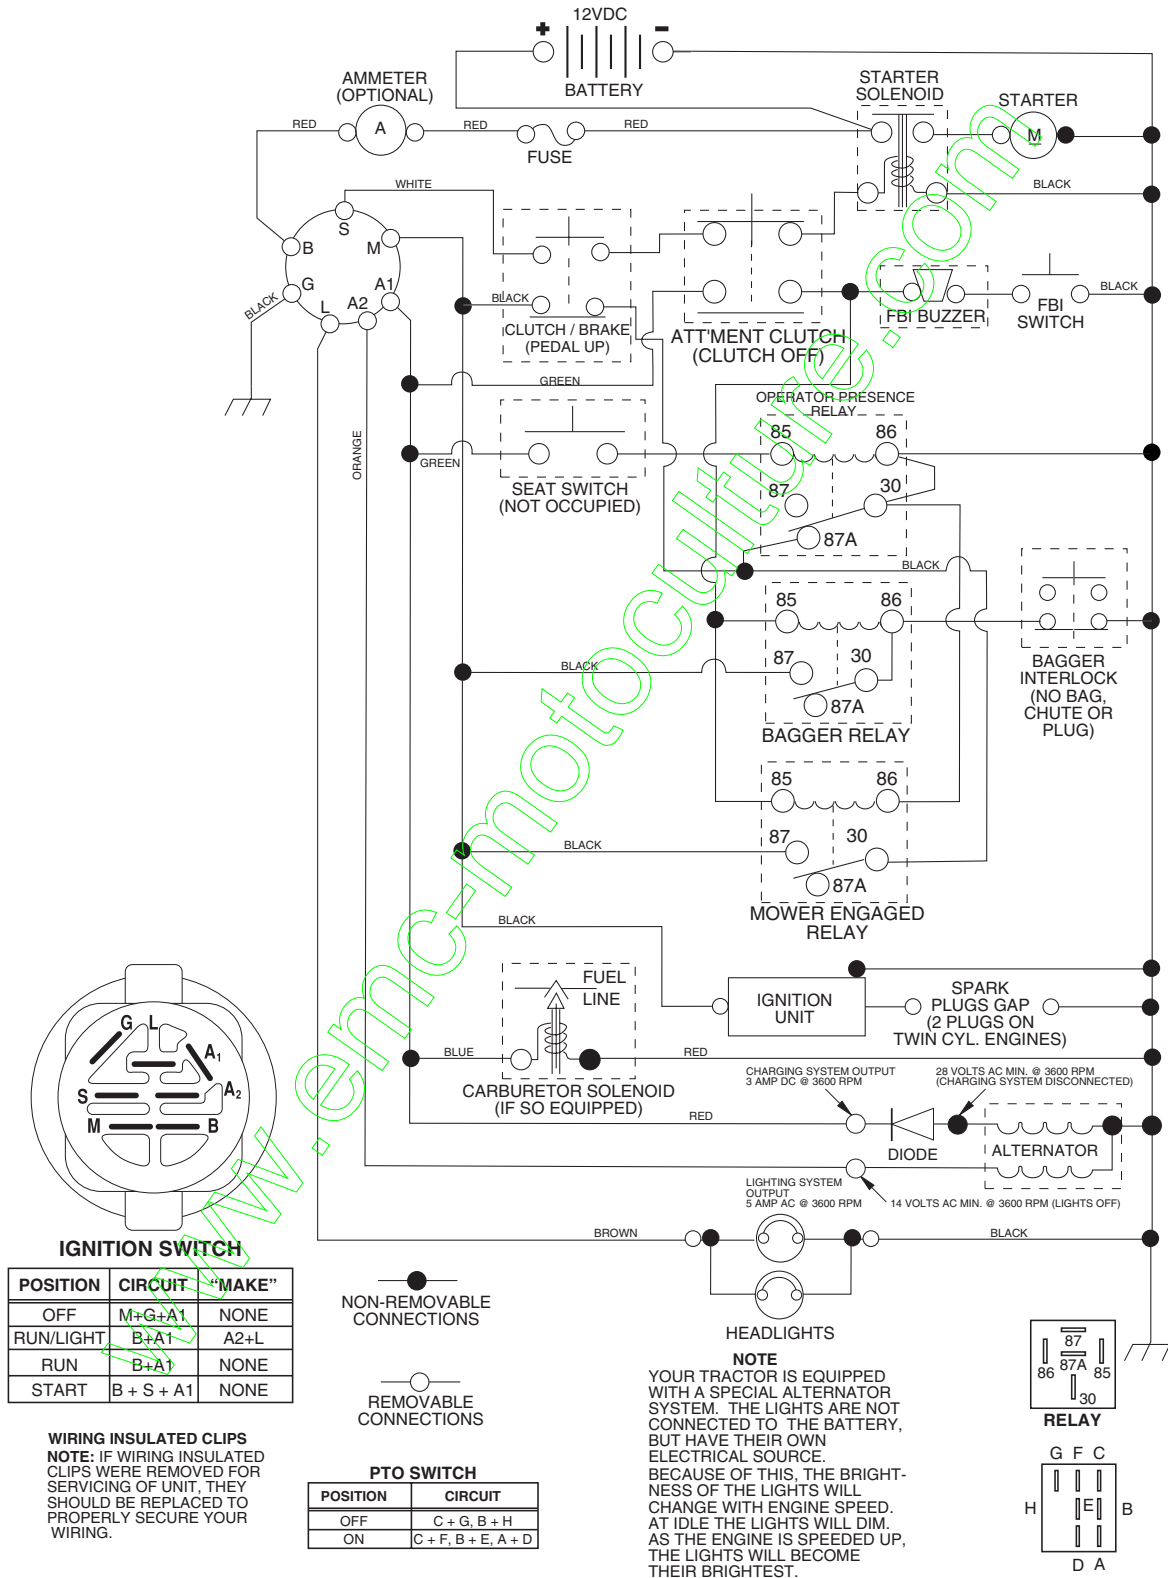 12VDC
+
–
BATTERY
AMMETER
(OPTIONAL)
STARTER
SOLENOID
STARTER
RED
A
RED
RED
M
FUSE
WHITE
BLACK
S
B
M
G
A1
L
A2
BLACK
BLACK
CLUTCH / BRAKE
(PEDAL UP)
ATT'MENT CLUTCH
(CLUTCH OFF)
FBI BUZZER
FBI
SWITCH
BLACK
GREEN
OPERATOR PRESENCE
RELAY
ORANGE
GREEN
SEAT SWITCH
(NOT OCCUPIED)
85
86
87
30
87A
BLACK
85
86
BLACK
87
30
87A
BAGGER RELAY
BAGGER
INTERLOCK
(NO BAG,
CHUTE OR
PLUG)
85
86
BLACK
87
30
87A
MOWER ENGAGED
RELAY
BLACK
FUEL
LINE
IGNITION
UNIT
SPARK
PLUGS GAP
(2 PLUGS ON
TWIN CYL. ENGINES)
BLUE
RED
CARBURETOR SOLENOID
(IF SO EQUIPPED)
CHARGING SYSTEM OUTPUT
3 AMP DC @ 3600 RPM
28 VOLTS AC MIN. @ 3600 RPM
(CHARGING SYSTEM DISCONNECTED)
RED
DIODE
ALTERNATOR
LIGHTING SYSTEM
OUTPUT
5 AMP AC @ 3600 RPM
14 VOLTS AC MIN. @ 3600 RPM (LIGHTS OFF)
BROWN
BLACK
HEADLIGHTS
G L
A1
A2
S
M
B
IGNITION SWITCH
POSITION CIRCUIT "MAKE"
OFF M+G+A1 NONE
RUN/LIGHT B+A1 A2+L
RUN B+A1 NONE
START B + S + A1 NONE
NON-REMOVABLE
CONNECTIONS
REMOVABLE
CONNECTIONS
WIRING INSULATED CLIPS
NOTE: IF WIRING INSULATED
CLIPS WERE REMOVED FOR
SERVICING OF UNIT, THEY
SHOULD BE REPLACED TO
PROPERLY SECURE YOUR
WIRING.
PTO SWITCH
POSITION CIRCUIT
OFF C + G, B + H
ON C + F, B + E, A + D
NOTE
YOUR TRACTOR IS EQUIPPED
WITH A SPECIAL ALTERNATOR
SYSTEM. THE LIGHTS ARE NOT
CONNECTED TO THE BATTERY,
BUT HAVE THEIR OWN
ELECTRICAL SOURCE.
BECAUSE OF THIS, THE BRIGHT-
NESS OF THE LIGHTS WILL
CHANGE WITH ENGINE SPEED.
AT IDLE THE LIGHTS WILL DIM.
AS THE ENGINE IS SPEEDED UP,
THE LIGHTS WILL BECOME
THEIR BRIGHTEST.
87
86 87A 85
30
RELAY
G F C
H E B
D A
www.emc-motoculture.com